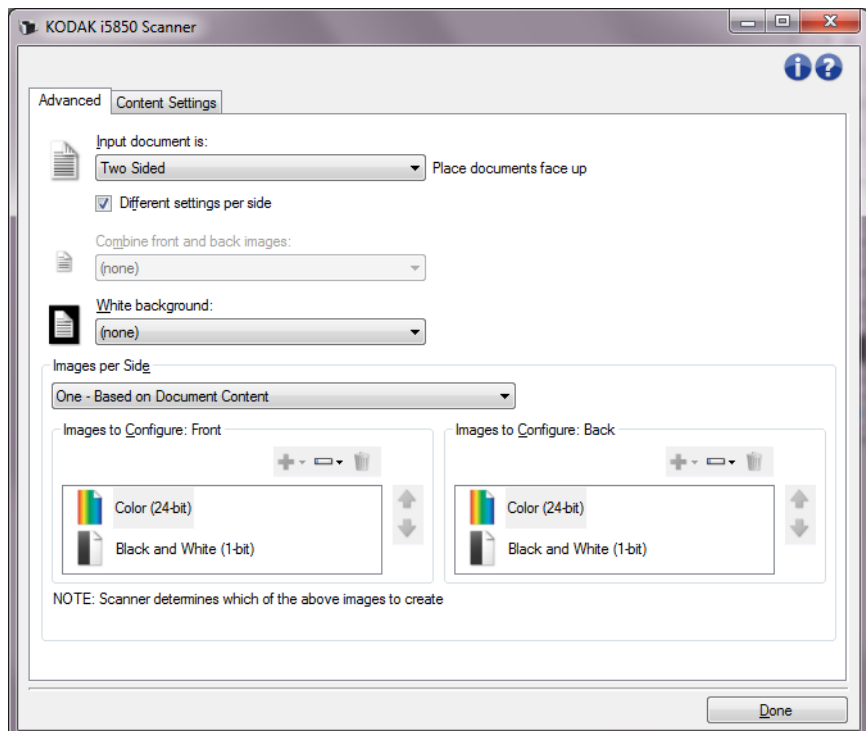 KODAK i5850 Scanner
Advanced
Content Settings
Input document is:
Two Sided
Place documents face up
Different settings per side
Combine front and back images:
(none)
White background:
(none)
Images per Side
One - Based on Document Content
Images to Configure: Front
Images to Configure: Back
Color (24-bit)
Color (24-bit)
Black and White (1-bit)
Black and White (1-bit)
NOTE: Scanner determines which of the above images to create
Done